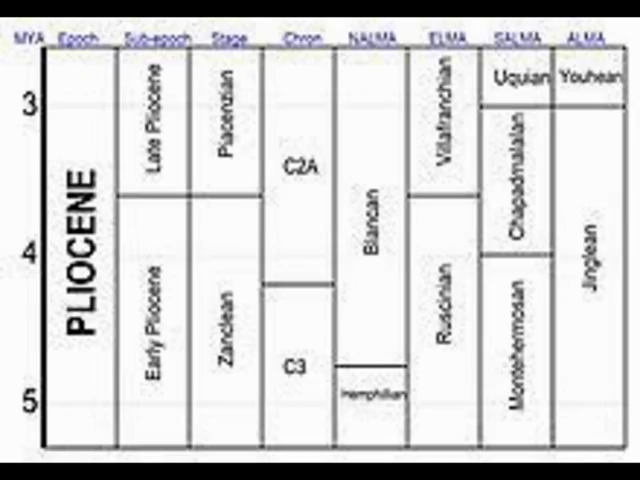 MYA Epoch Sub-epoch Stage Chron NALMA ELMA SALMA ALMA
3
4
5
PLIOCENE
Late Pliocene
Early Pliocene
Piacenzian
Zanclean
C2A
C3
Blancan
Hemphillian
Villafranchian
Ruscinian
Uquian
Chapadmalalan
Montehermosan
Youhean
Jinglean